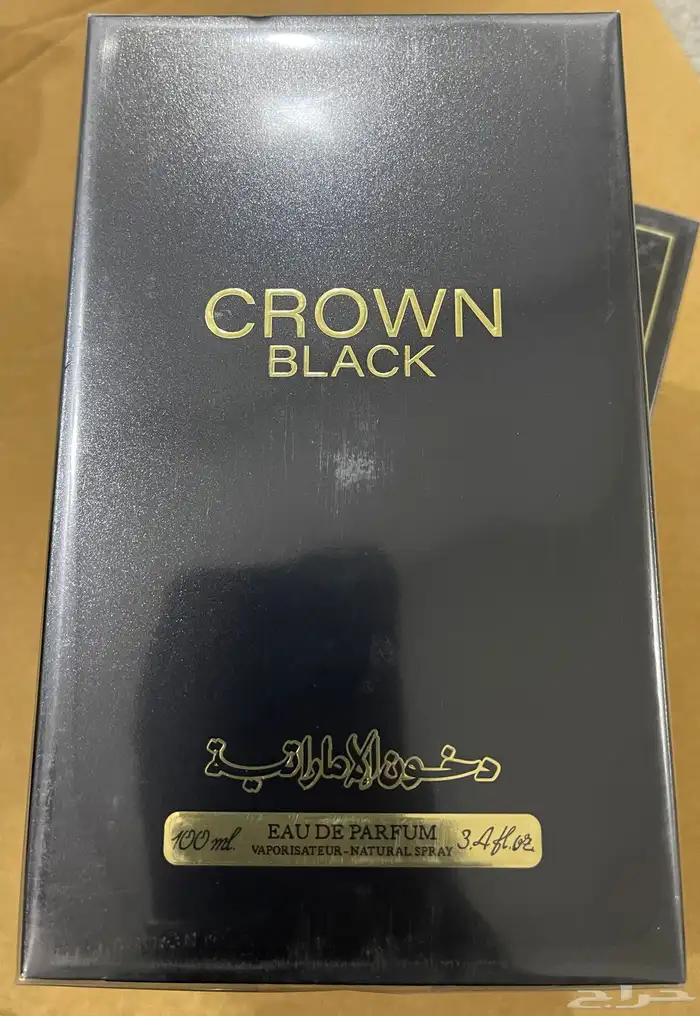 CROWN
BLACK
دخون الإماراتية
100 ml. EAU DE PARFUM 3.4 fl.oz
VAPORISATEUR-NATURAL SPRAY
حراج